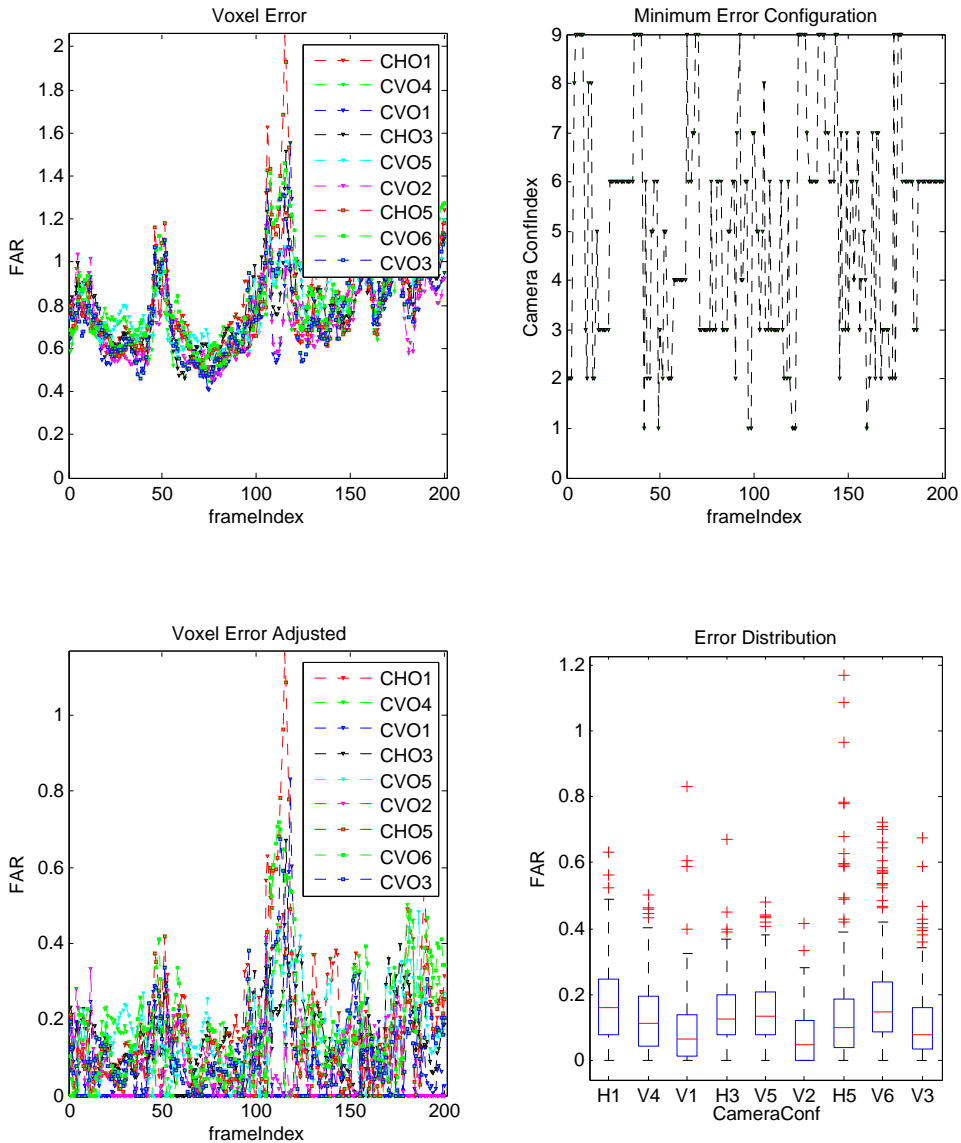 Voxel Error
2
1.8
1.6
1.4
1.2
1
0.8
0.6
0.4
0.2
0
FAR
CHO1
CVO4
CVO1
CHO3
CVO5
CVO2
CHO5
CVO6
CVO3
0 50 100 150 200
frameIndex
Minimum Error Configuration
9
8
7
6
5
4
3
2
1
0
Camera ConfIndex
0 50 100 150 200
frameIndex
Voxel Error Adjusted
1
0.8
0.6
0.4
0.2
0
FAR
CHO1
CVO4
CVO1
CHO3
CVO5
CVO2
CHO5
CVO6
CVO3
0 50 100 150 200
frameIndex
Error Distribution
1.2
1
0.8
0.6
0.4
0.2
0
FAR
H1 V4 V1 H3 V5 V2 H5 V6 V3
CameraConf